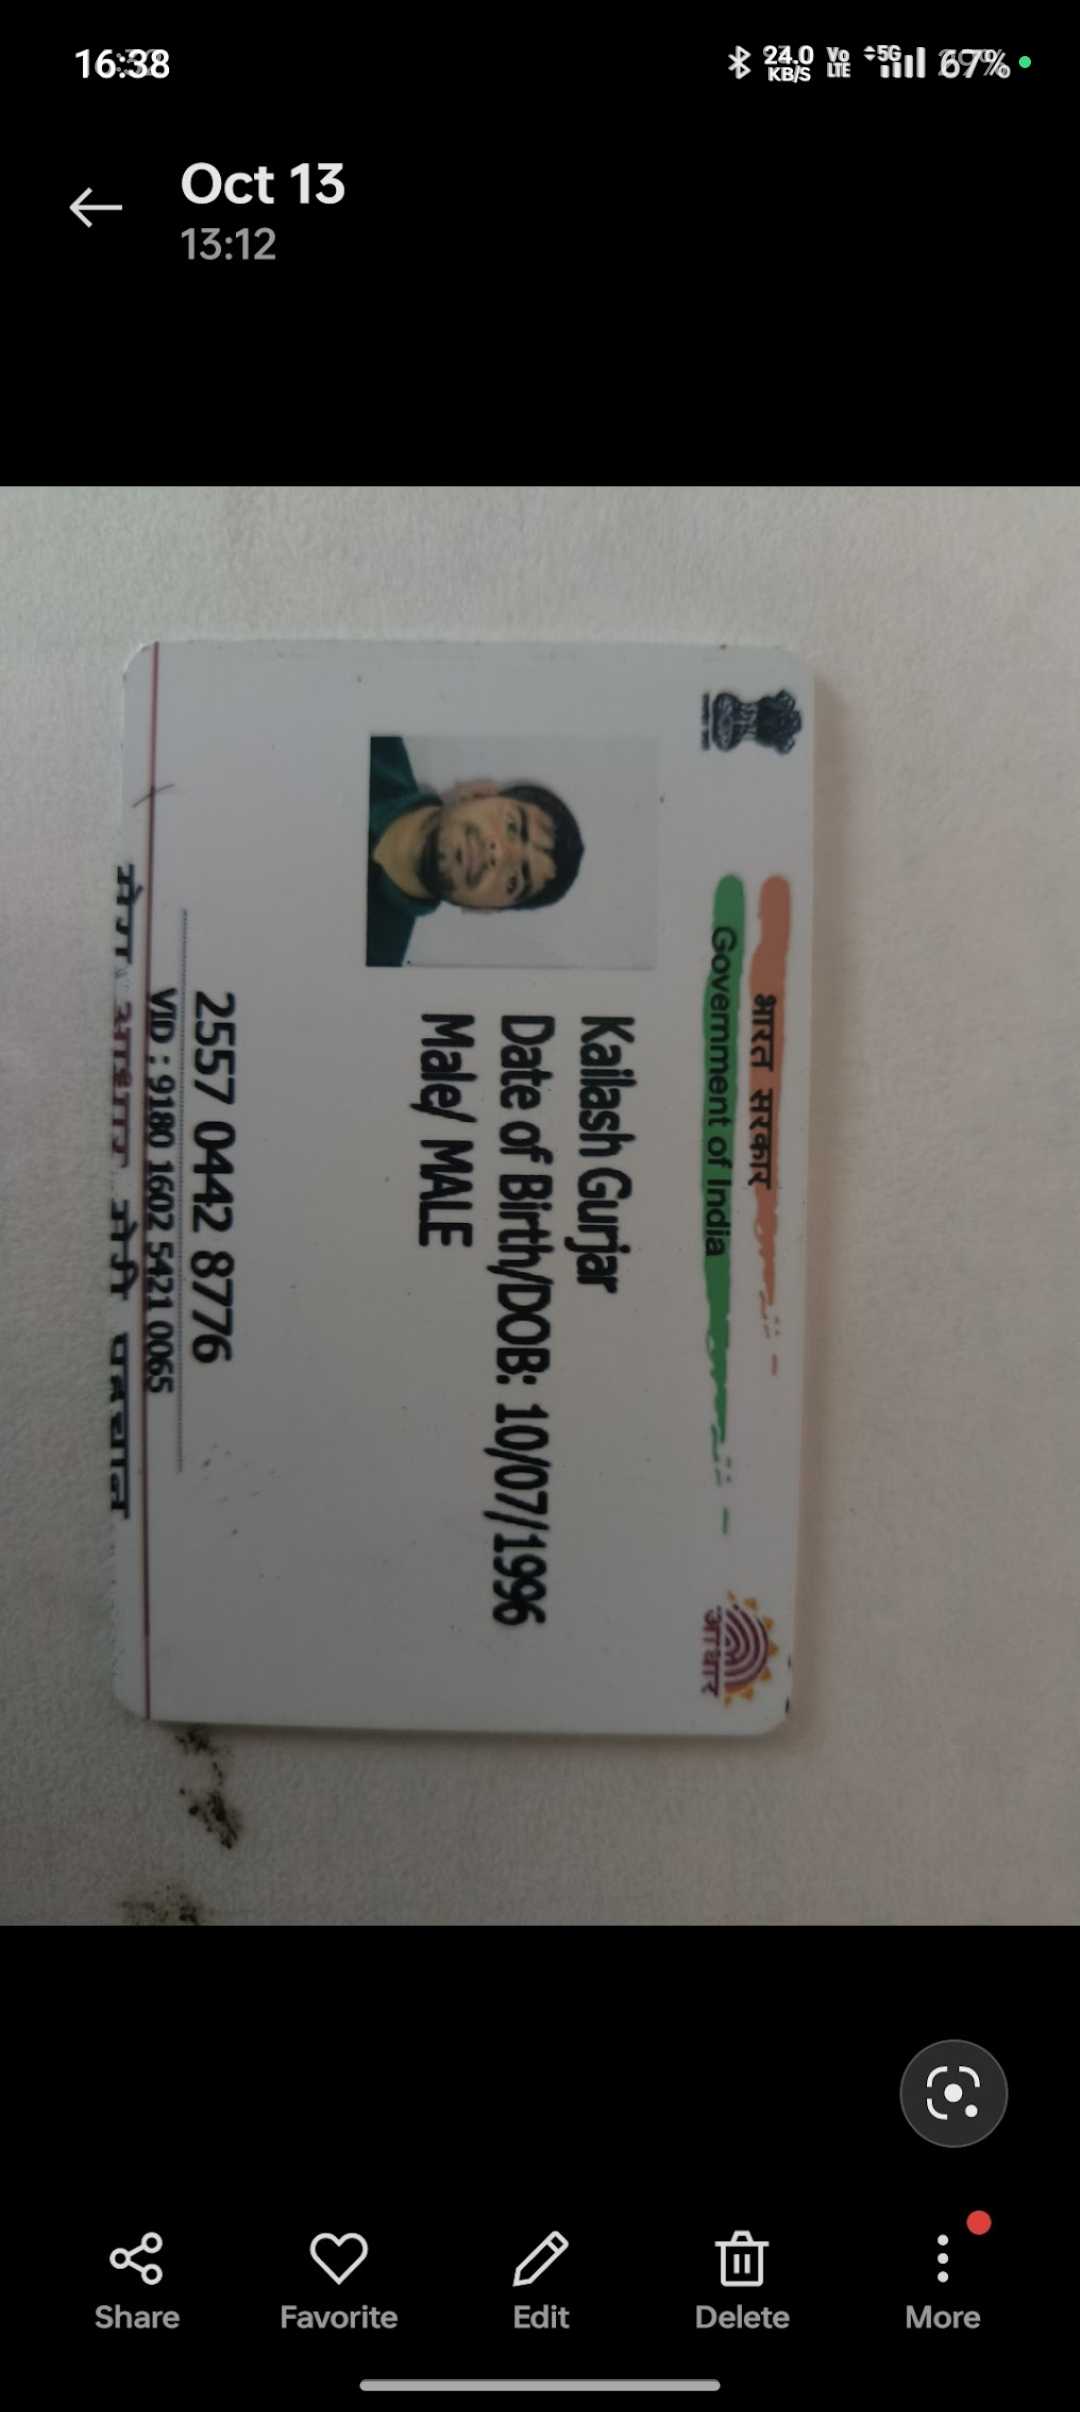 16:38
24.0 KB/S Vo LTE 5G 67%
Oct 13
13:12
भारत सरकार
Government of India
आधार
Kailash Gurjar
Date of Birth/DOB: 10/07/1996
Male/ MALE
2557 0442 8776
VID : 9180 1602 5421 0065
मेरा आधार, मेरी पहचान
Share
Favorite
Edit
Delete
More